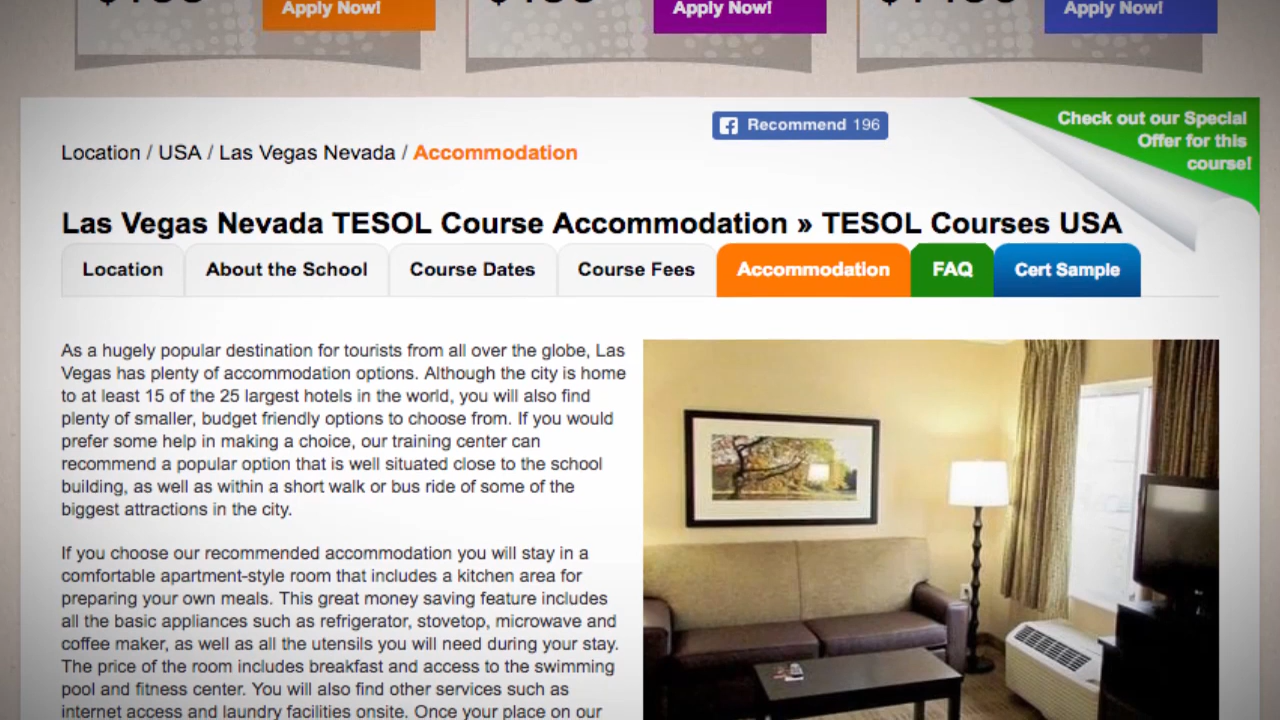 Apply Now!
Apply Now!
Apply Now!
Check out our Special
Offer for this
course!
Recommend 196
Location / USA / Las Vegas Nevada / Accommodation
Las Vegas Nevada TESOL Course Accommodation » TESOL Courses USA
Location
About the School
Course Dates
Course Fees
Accommodation
FAQ
Cert Sample
As a hugely popular destination for tourists from all over the globe, Las
Vegas has plenty of accommodation options. Although the city is home
to at least 15 of the 25 largest hotels in the world, you will also find
plenty of smaller, budget friendly options to choose from. If you would
prefer some help in making a choice, our training center can
recommend a popular option that is well situated close to the school
building, as well as within a short walk or bus ride of some of the
biggest attractions in the city.
If you choose our recommended accommodation you will stay in a
comfortable apartment-style room that includes a kitchen area for
preparing your own meals. This great money saving feature includes
all the basic appliances such as refrigerator, stovetop, microwave and
coffee maker, as well as all the utensils you will need during your stay.
The price of the room includes breakfast and access to the swimming
pool and fitness center. You will also find other services such as
internet access and laundry facilities onsite. Once your place on our